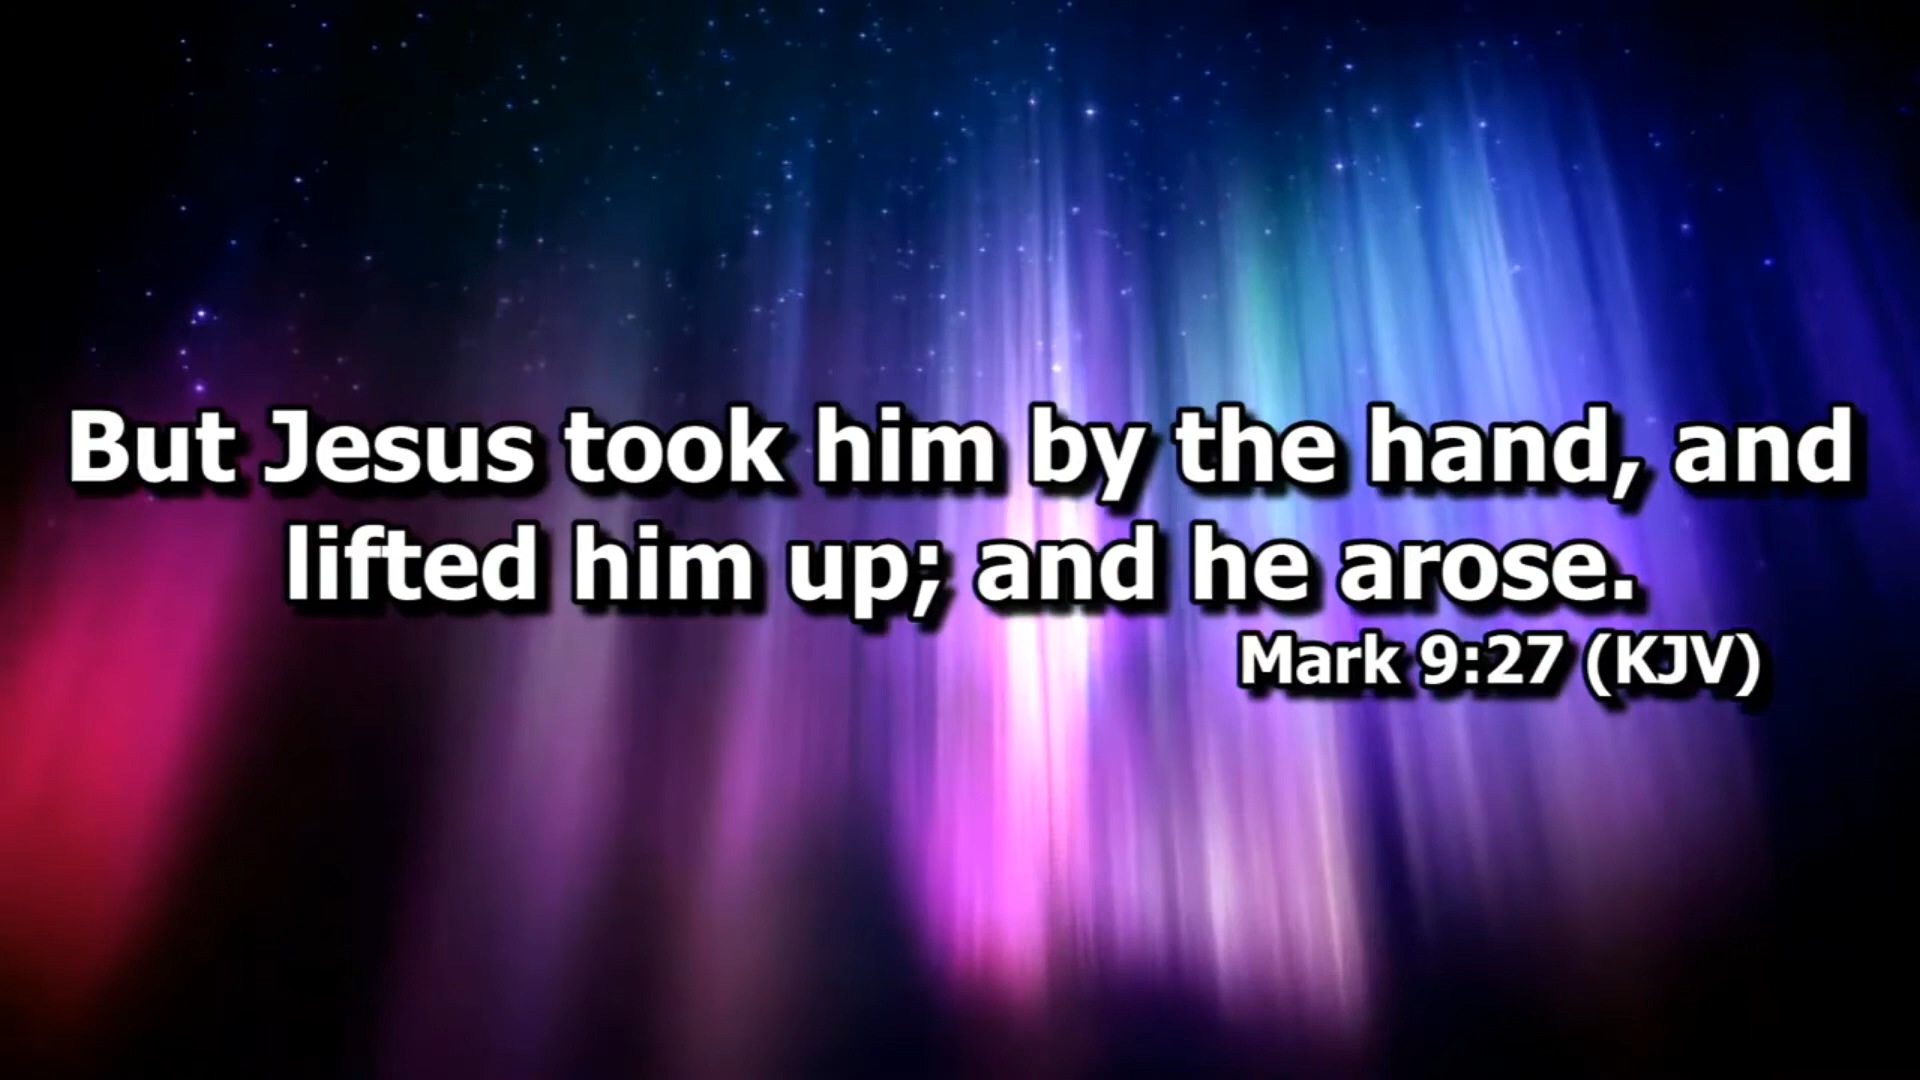 But Jesus took him by the hand, and
lifted him up; and he arose.
Mark 9:27 (KJV)